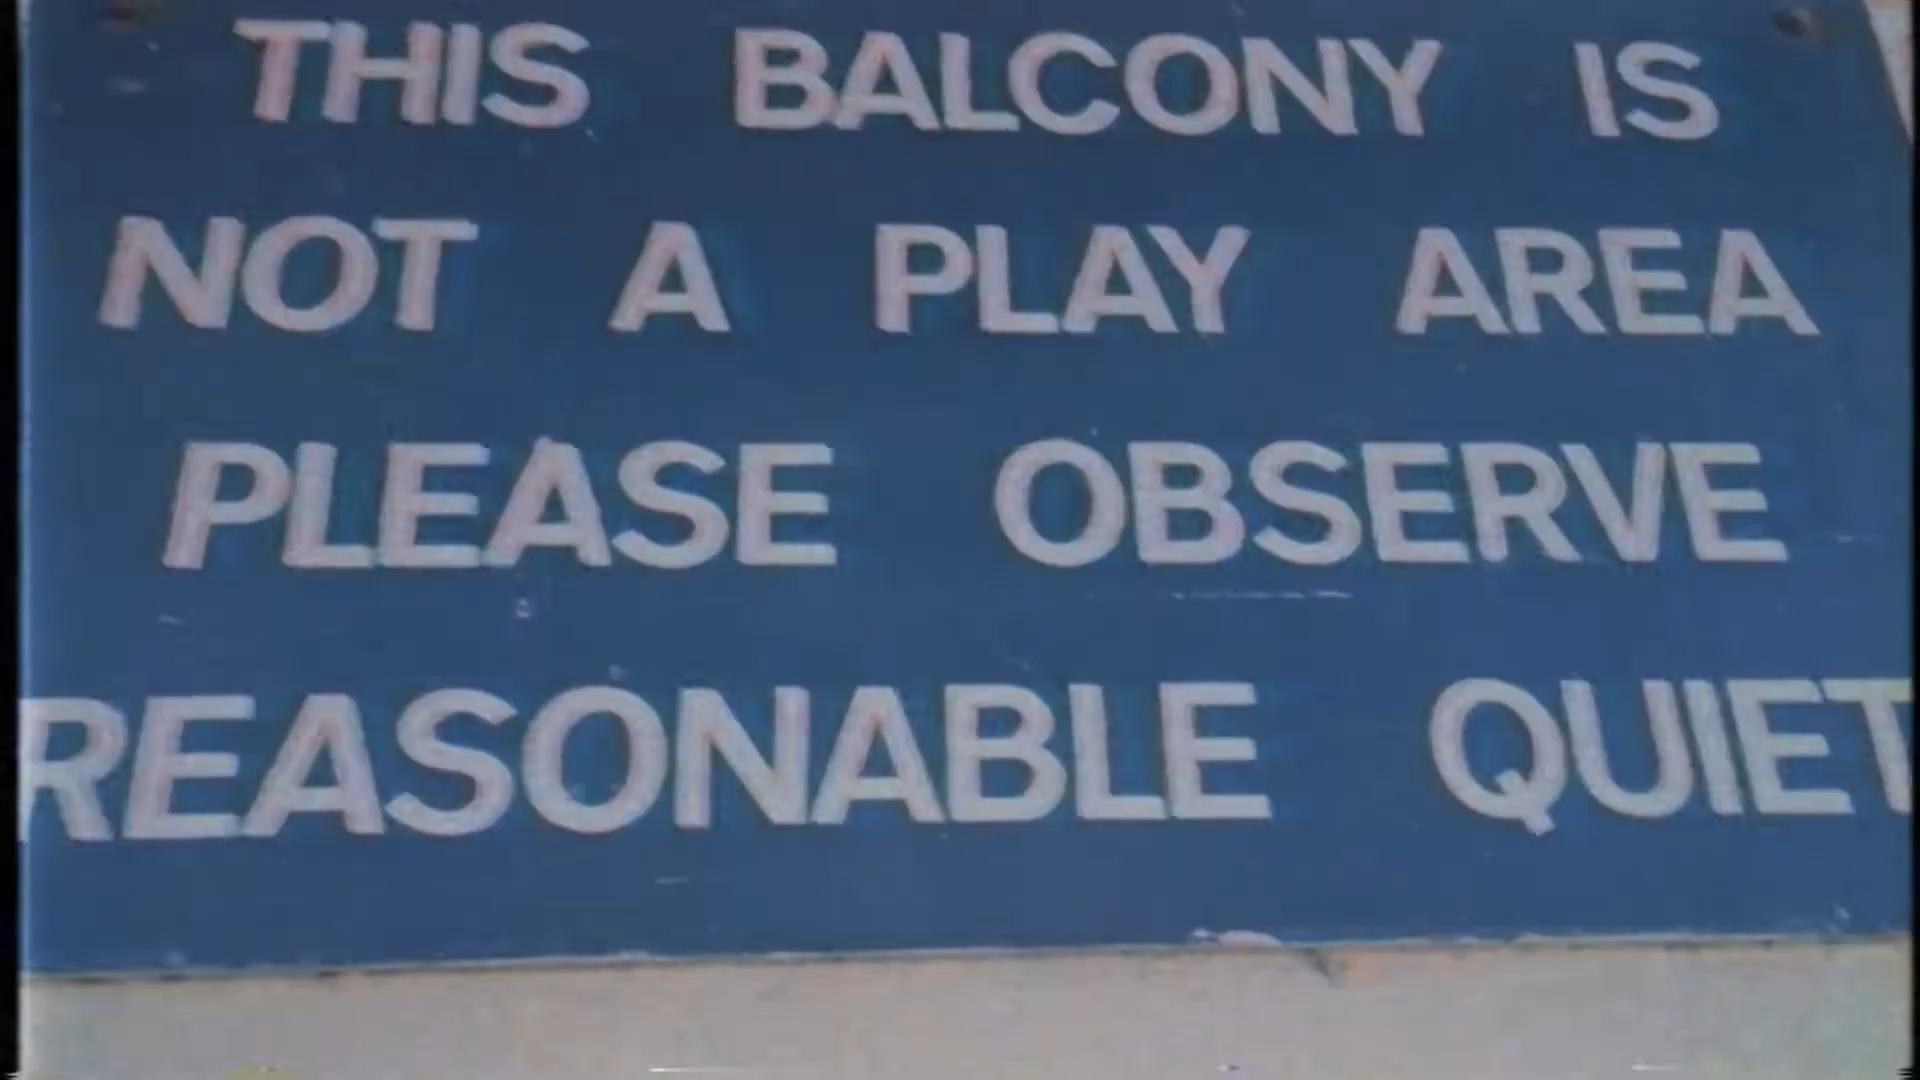 THIS BALCONY IS
NOT A PLAY AREA
PLEASE OBSERVE
REASONABLE QUIET